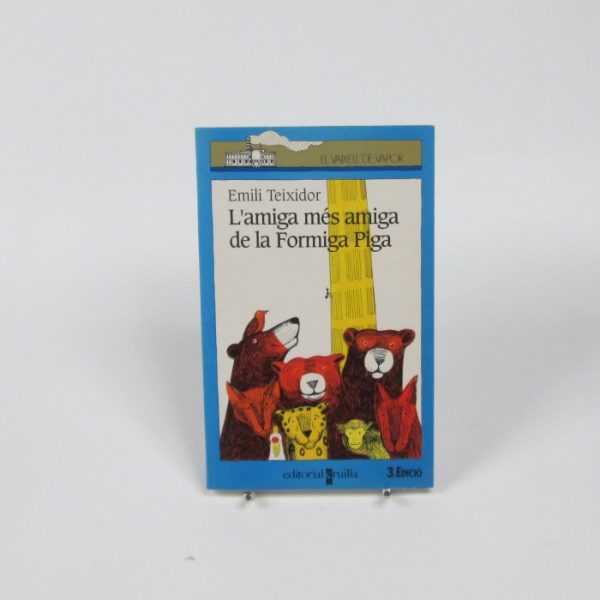 EL VAIXELL DE VAPOR
Emili Teixidor
L'amiga més amiga
de la Formiga Piga
editorial cruïlla
3.EDICIÓ